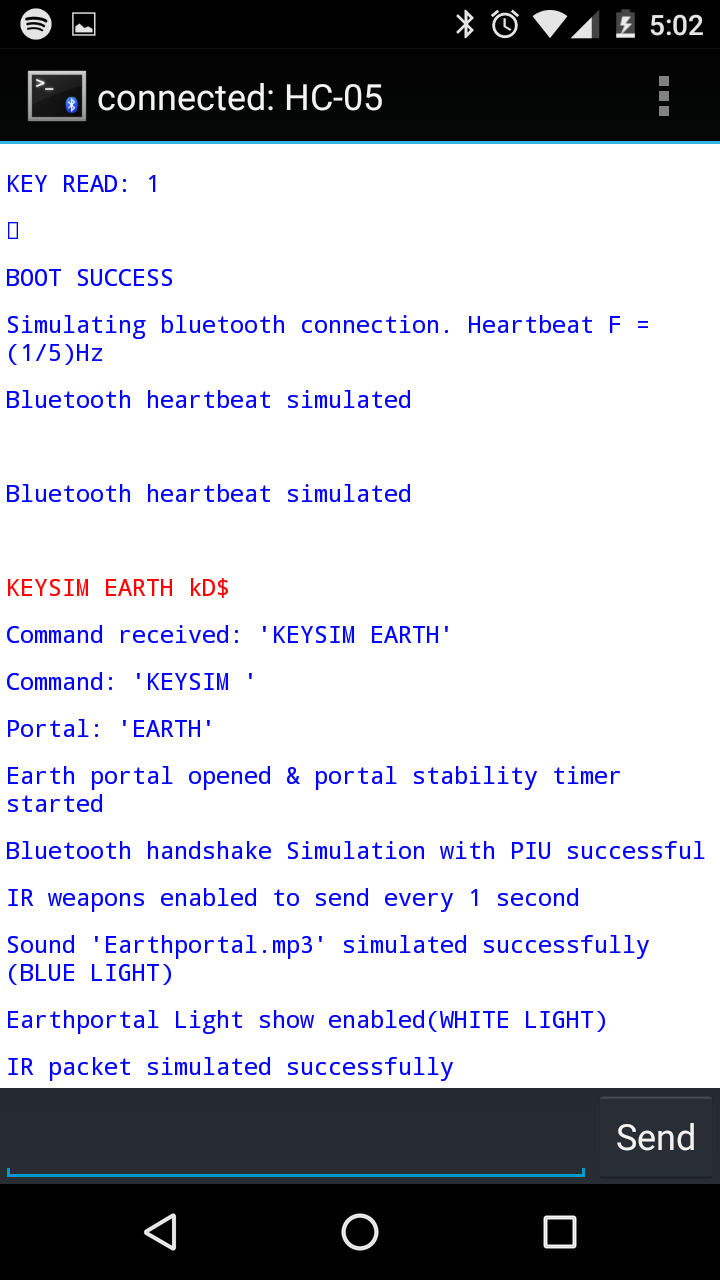 5:02
>_
connected: HC-05
KEY READ: 1
BOOT SUCCESS
Simulating bluetooth connection. Heartbeat F =
(1/5)Hz
Bluetooth heartbeat simulated
Bluetooth heartbeat simulated
KEYSIM EARTH kD$
Command received: 'KEYSIM EARTH'
Command: 'KEYSIM '
Portal: 'EARTH'
Earth portal opened & portal stability timer
started
Bluetooth handshake Simulation with PIU successful
IR weapons enabled to send every 1 second
Sound 'Earthportal.mp3' simulated successfully
(BLUE LIGHT)
Earthportal Light show enabled(WHITE LIGHT)
IR packet simulated successfully
Send